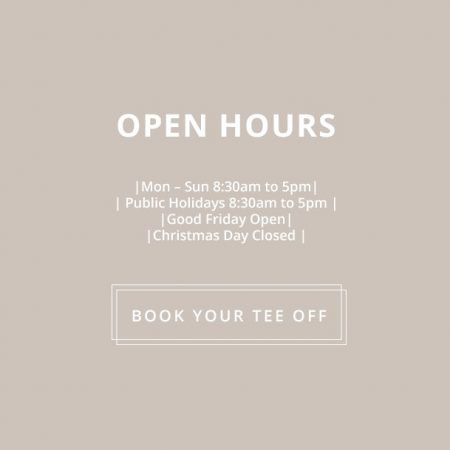 OPEN HOURS
|Mon – Sun 8:30am to 5pm|
| Public Holidays 8:30am to 5pm |
|Good Friday Open|
|Christmas Day Closed |
BOOK YOUR TEE OFF